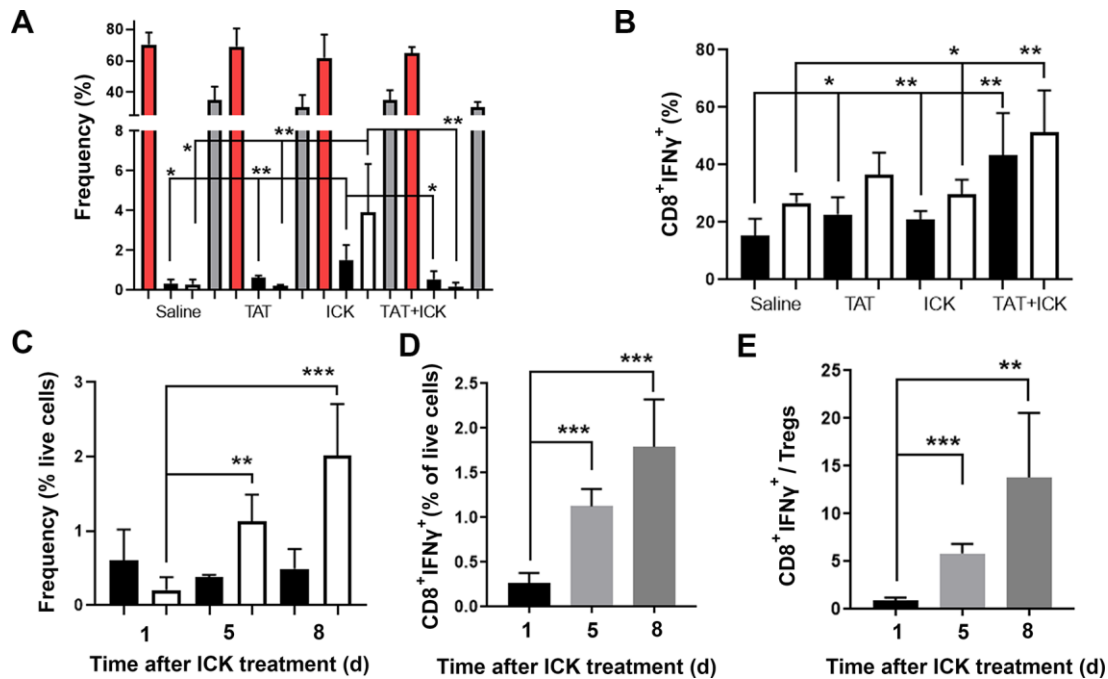 A
Frequency (%)
80
60
40
8
6
4
2
0
* * ** ** ** *
Saline TAT ICK TAT+ICK
B
CD8+IFNγ+ (%)
80
60
40
20
0
* ** ** * **
Saline TAT ICK TAT+ICK
C
Frequency (% live cells)
3
2
1
0
***
**
1 5 8
Time after ICK treatment (d)
D
CD8+IFNγ+ (% of live cells)
2.5
2.0
1.5
1.0
0.5
0.0
***
***
1 5 8
Time after ICK treatment (d)
E
CD8+IFNγ+ / Tregs
25
20
15
10
5
0
**
***
1 5 8
Time after ICK treatment (d)